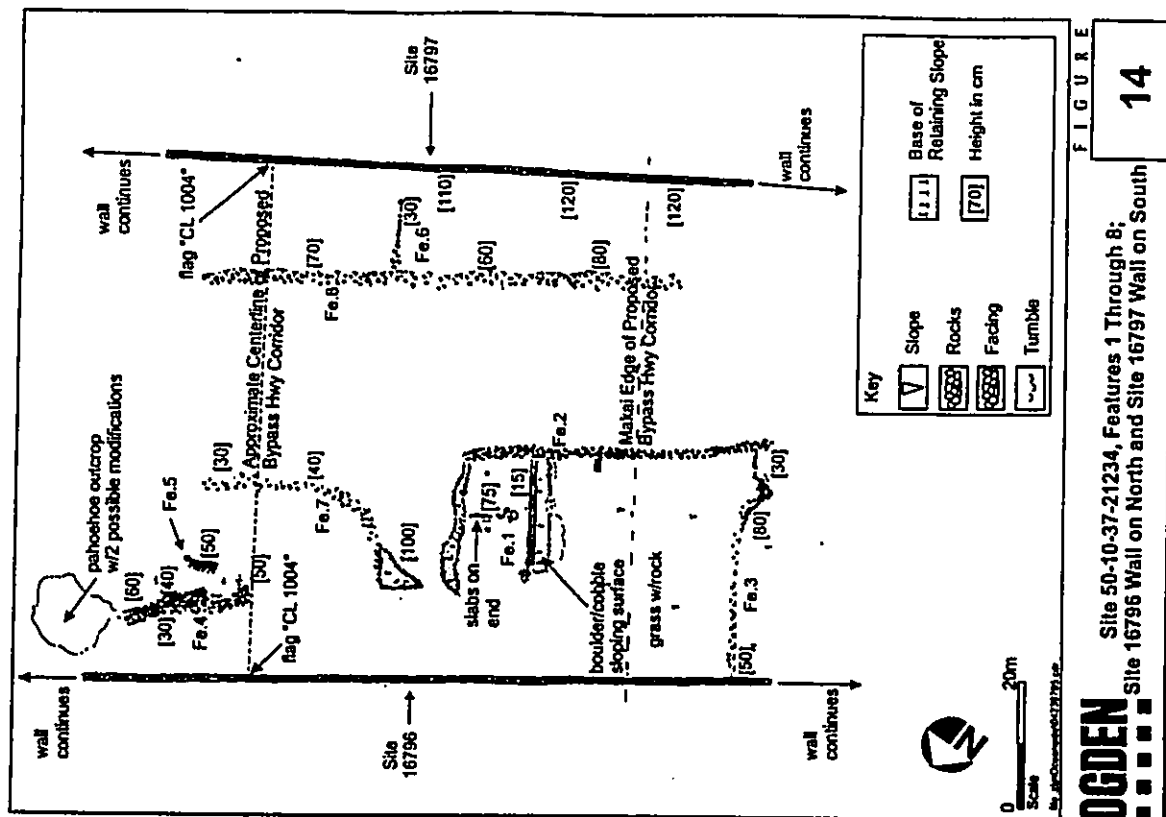 wall
continues
pahoehoe outcrop
w/2 possible modifications
wall
continues
flag "CL 1004"
[60]
[40]
[30]
Fe.4
Fe.5
[50]
[50]
flag "CL 1004"
[30]
Approximate Centerline of Proposed
Bypass Hwy Corridor
[40]
Fe.7
[70]
Fe.8
[30]
Fe.6
Site
16797
[110]
Site
16796
[100]
slabs on
end
[75]
Fe.1
[15]
Fe.2
[60]
[120]
[80]
boulder/cobble
sloping surface
Makai Edge of Proposed
Bypass Hwy Corridor
[120]
grass w/rock
Fe.3
[50]
[80]
[30]
wall
continues
wall
continues
Key
Slope
Rocks
Facing
Tumble
Base of
Retaining Slope
[70]
Height in cm
N
0
20m
Scale
OGDEN
Site 50-10-37-21234, Features 1 Through 8;
Site 16796 Wall on North and Site 16797 Wall on South
FIGURE
14